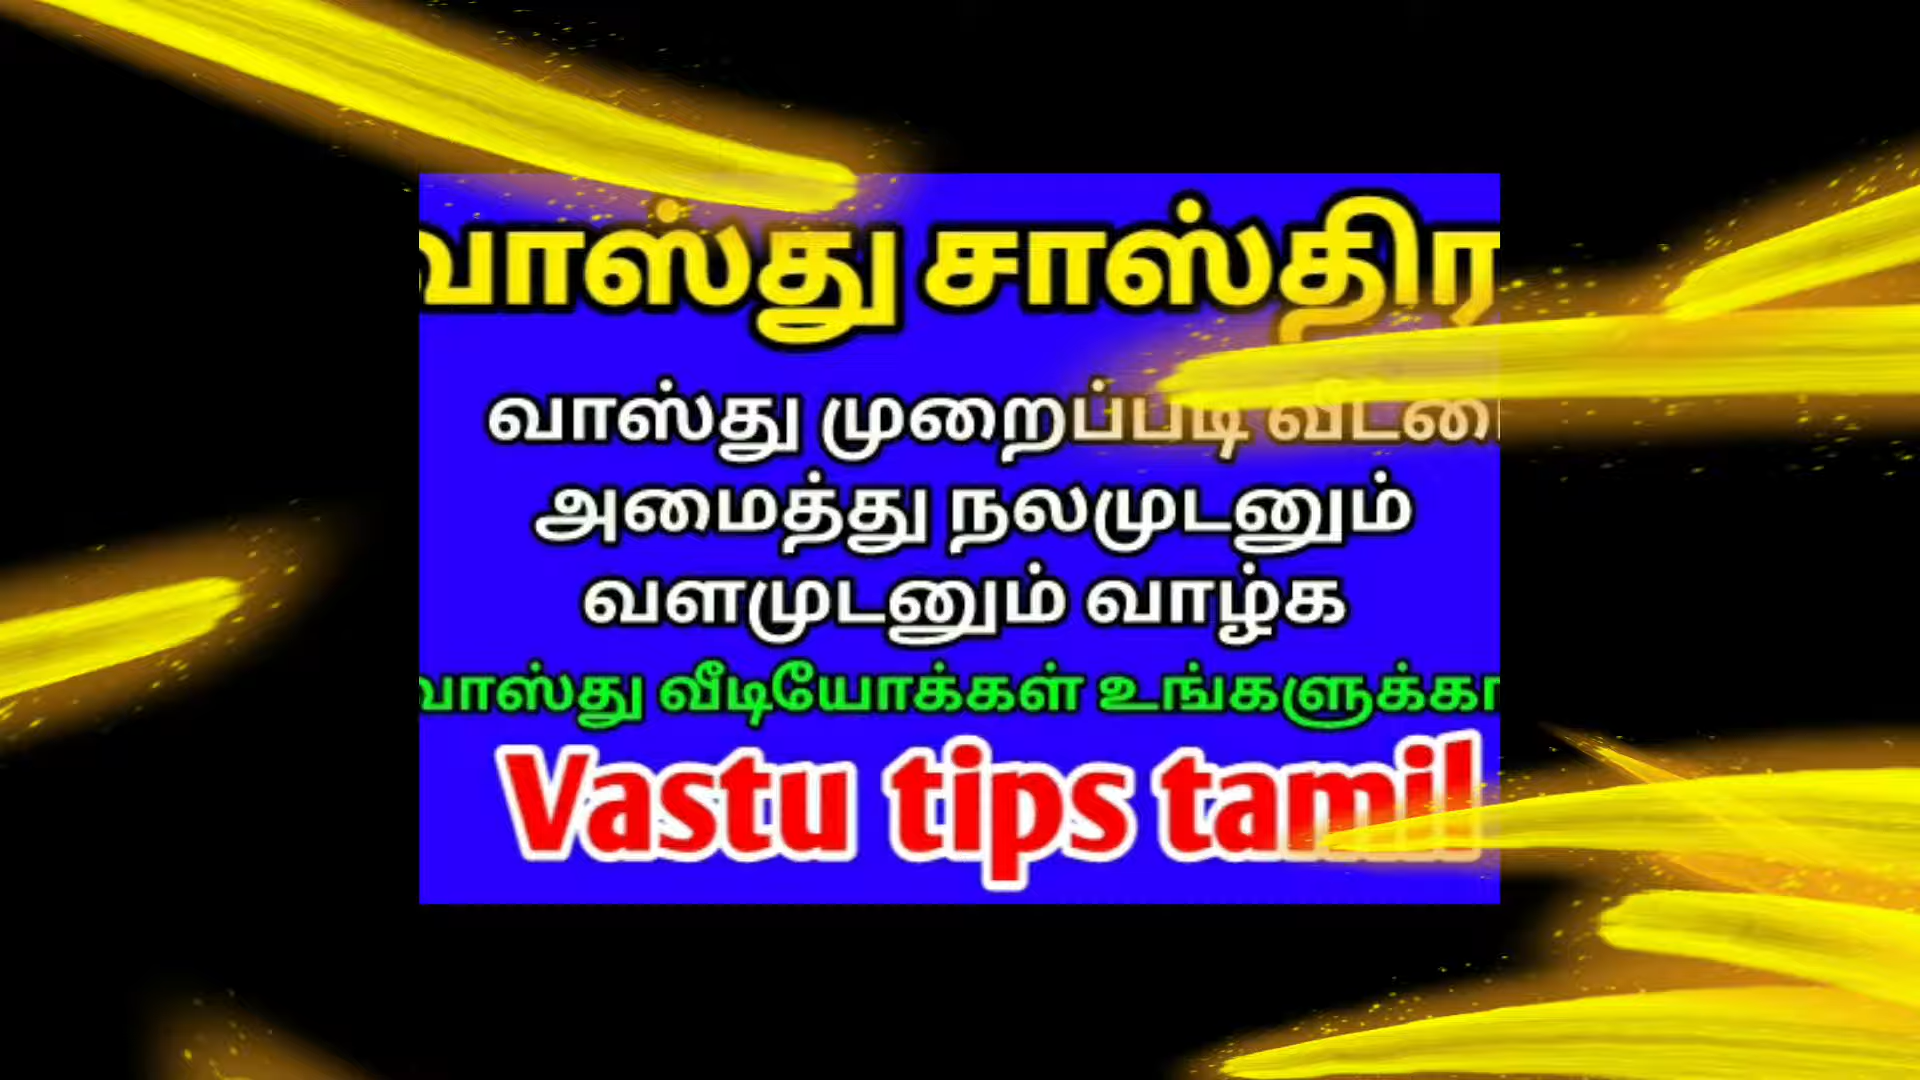 வாஸ்து சாஸ்திர
வாஸ்து முறைப்படி வீட்டை
அமைத்து நலமுடனும்
வளமுடனும் வாழ்க
வாஸ்து வீடியோக்கள் உங்களுக்கா
Vastu tips tamil